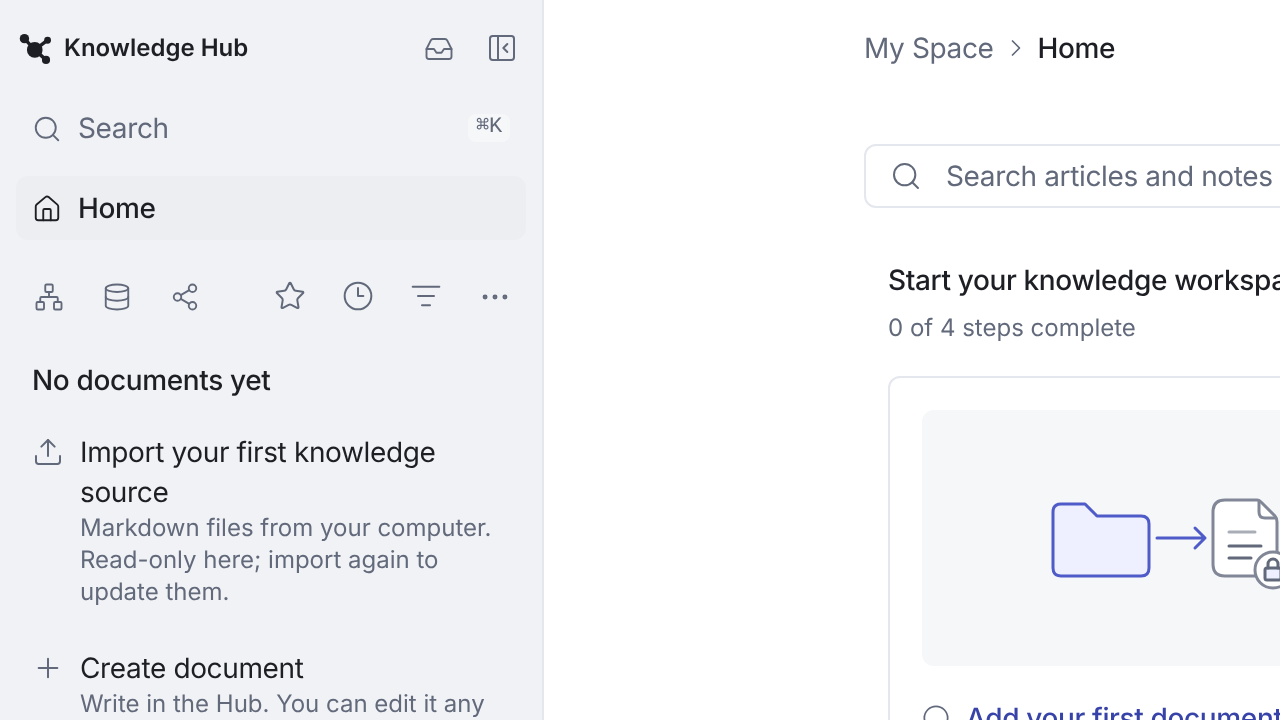 Knowledge Hub
Search
⌘K
Home
No documents yet
Import your first knowledge
source
Markdown files from your computer.
Read-only here; import again to
update them.
Create document
Write in the Hub. You can edit it any
My Space > Home
Search articles and notes
Start your knowledge workspa
0 of 4 steps complete
Add your first document